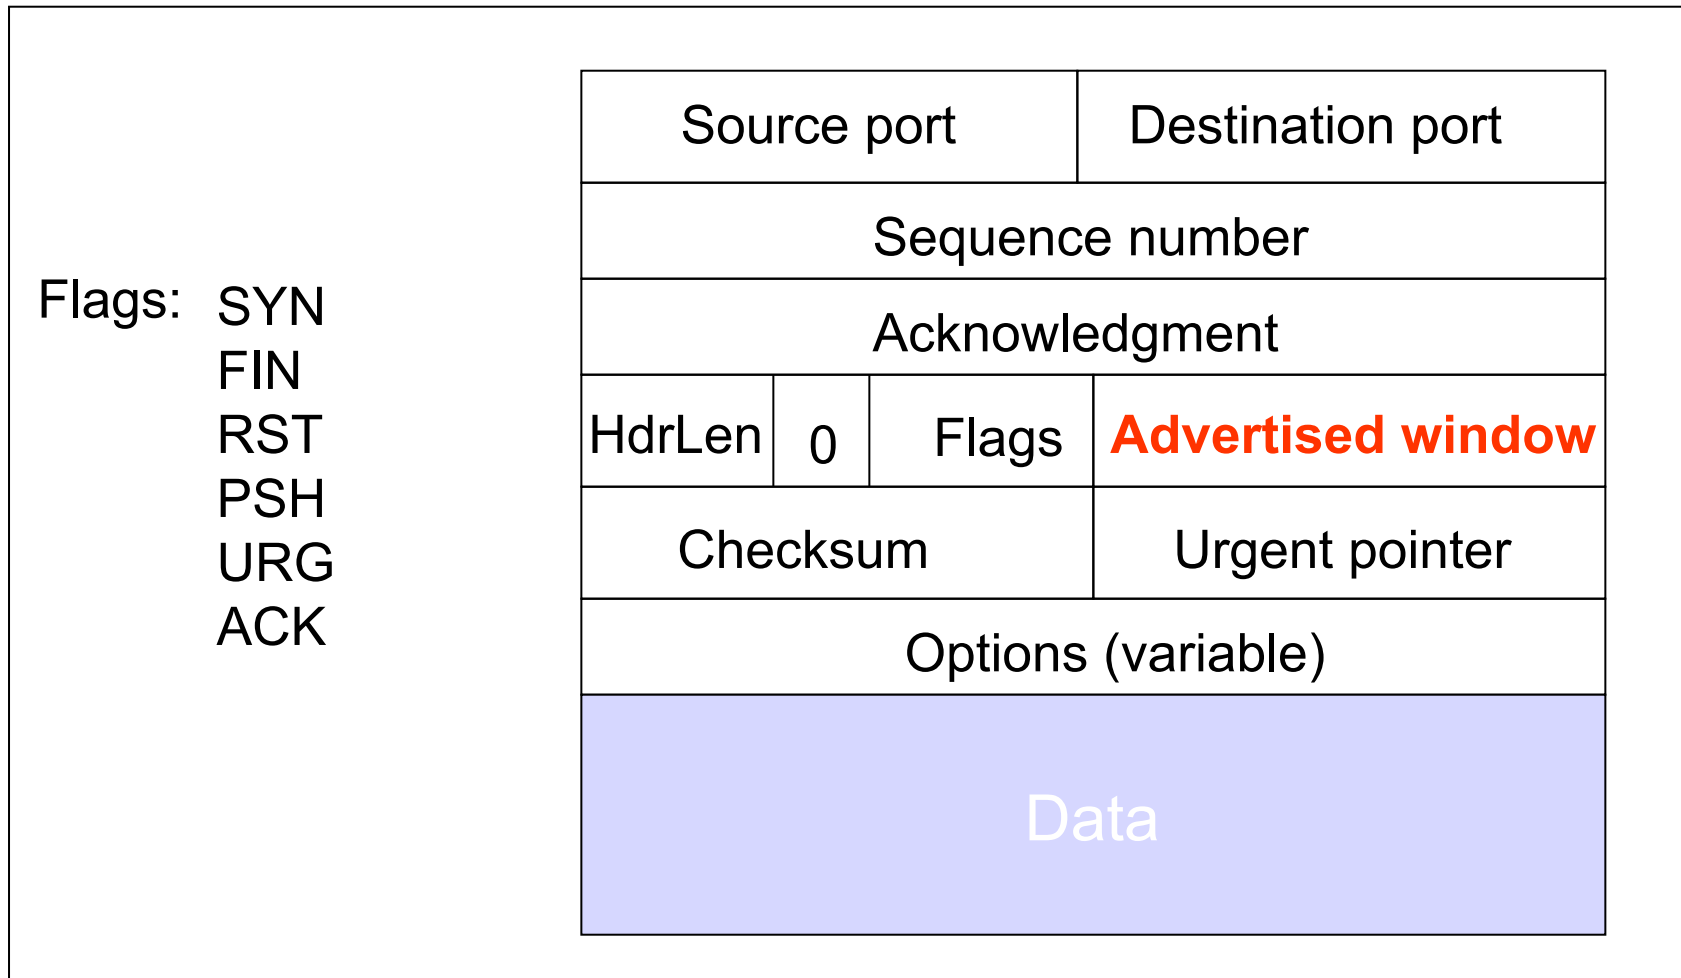 Flags:
SYN
FIN
RST
PSH
URG
ACK
Source port Destination port
Sequence number
Acknowledgment
HdrLen 0 Flags Advertised window
Checksum Urgent pointer
Options (variable)
Data